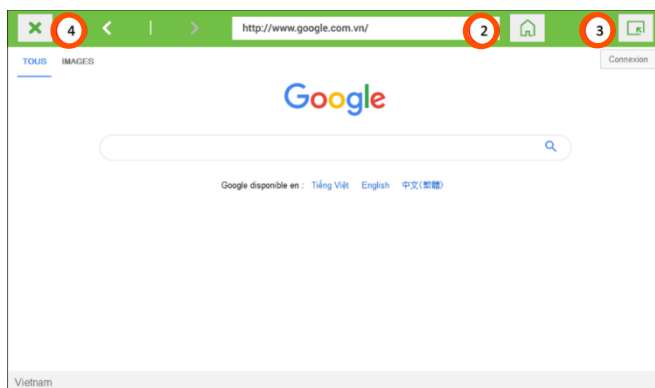 4 http://www.google.com.vn/ 2 3
TOUS IMAGES Connexion
Google
Google disponible en : Tiếng Việt English 中文(繁體)
Vietnam